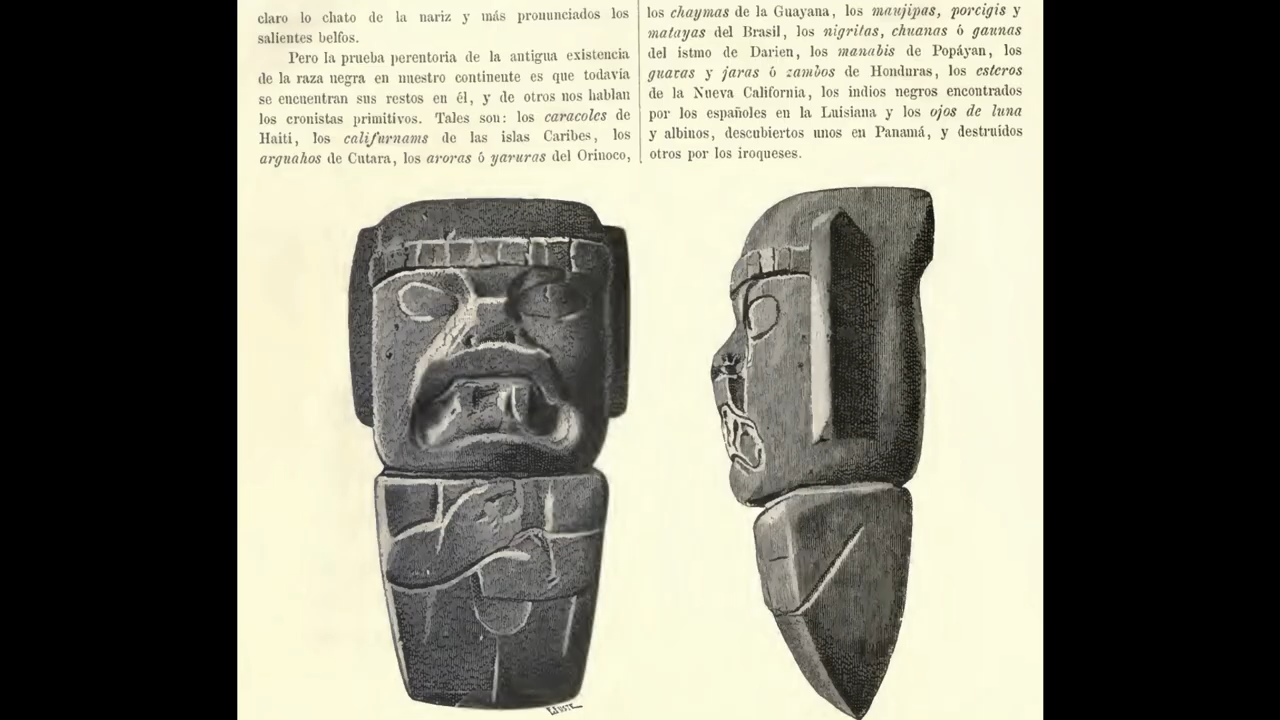 claro lo chato de la nariz y más pronunciados los
salientes belfos.
Pero la prueba perentoria de la antigua existencia
de la raza negra en nuestro continente es que todavia
se encuentran sus restos en él, y de otros nos hablan
los cronistas primitivos. Tales son: los caracoles de
Haiti, los califurnams de las islas Caribes, los
arguahos de Cutara, los aroras ó yaruras del Orinoco,
los chaymas de la Guayana, los maujipas, porcigis y
matayas del Brasil, los nigritas, chuanas ó gaunas
del istmo de Darien, los manabis de Popáyan, los
guavas y jaras ó zambos de Honduras, los esteros
de la Nueva California, los indios negros encontrados
por los españoles en la Luisiana y los ojos de luna
y albinos, descubiertos unos en Panamá, y destruidos
otros por los iroqueses.